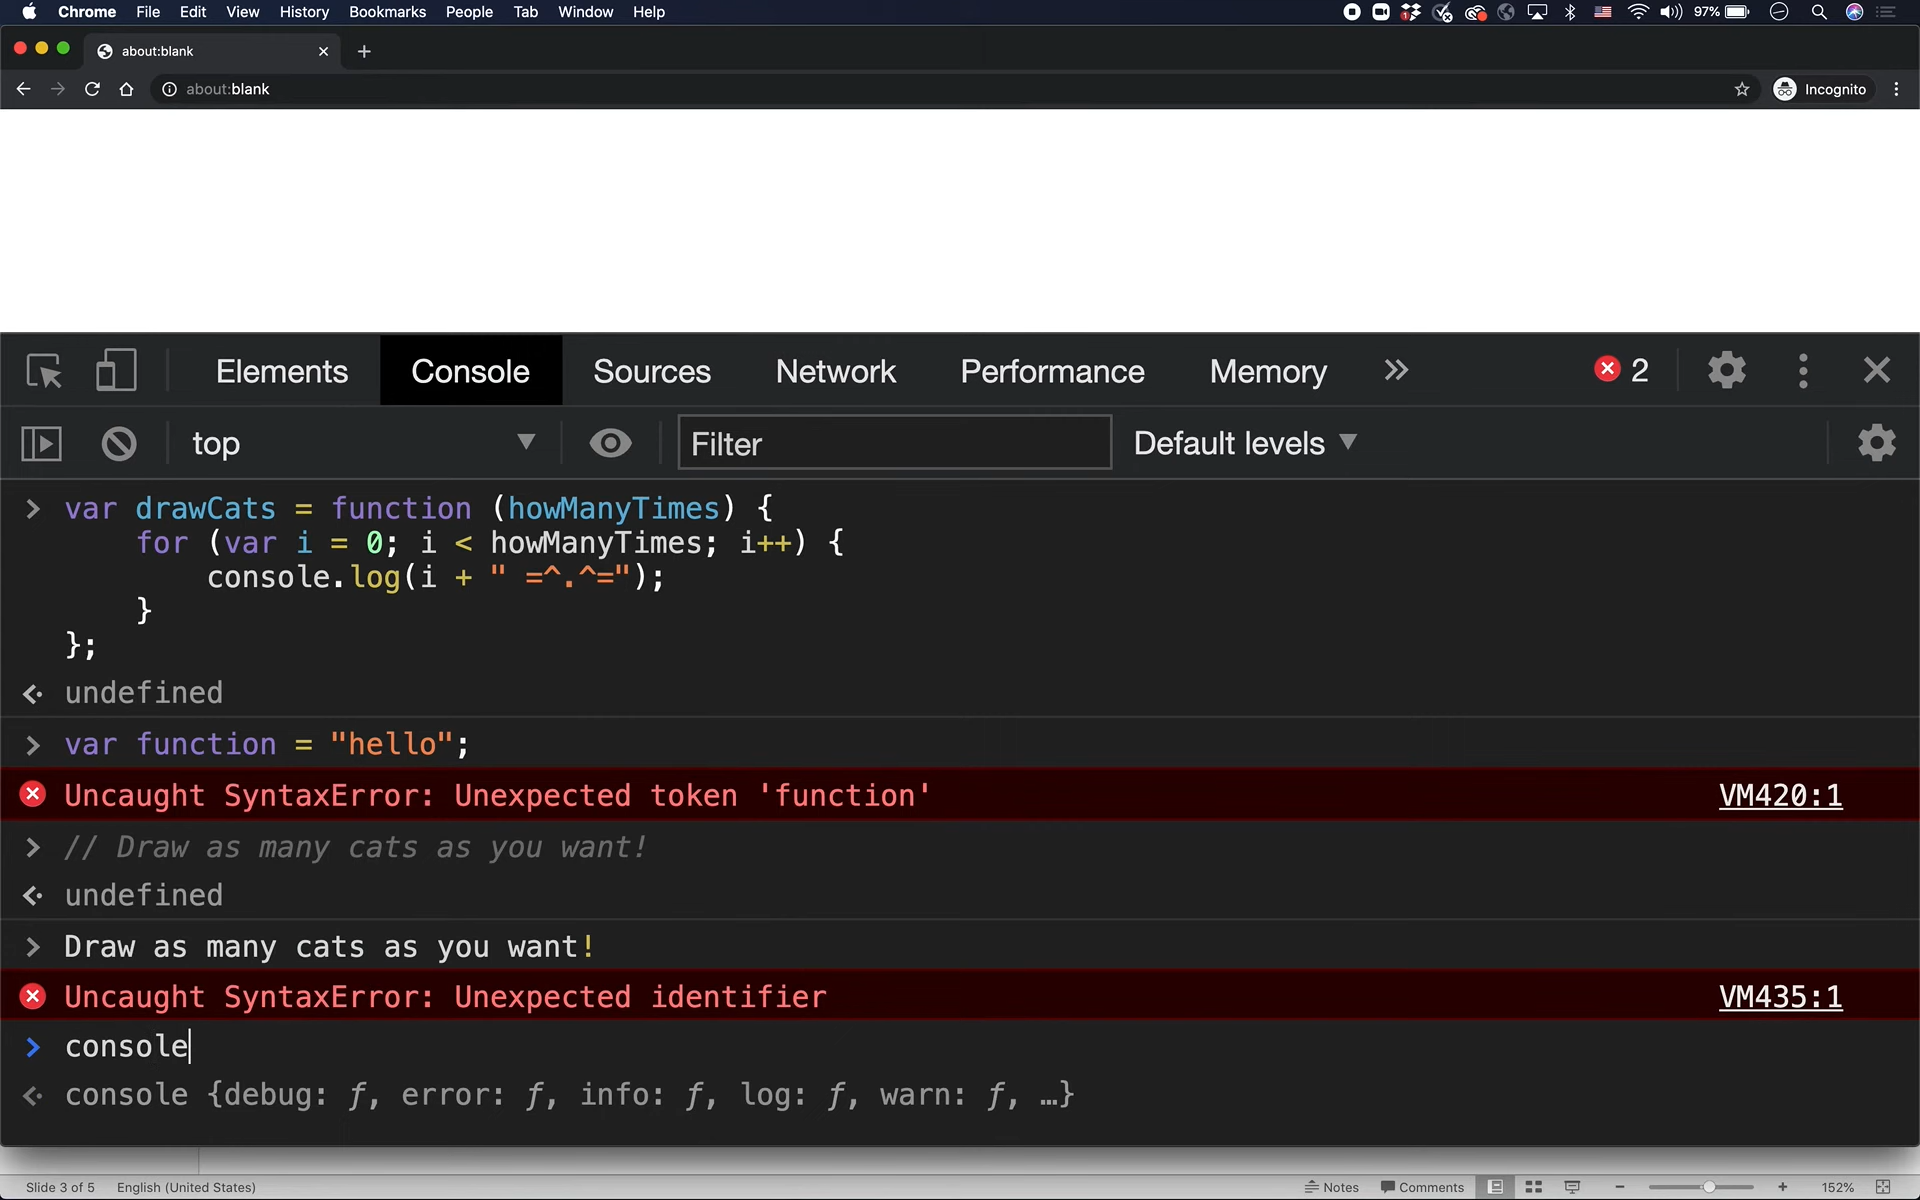 Chrome File Edit View History Bookmarks People Tab Window Help 97%
about:blank
about:blank Incognito
Elements Console Sources Network Performance Memory 2
top Filter Default levels
> var drawCats = function (howManyTimes) {
for (var i = 0; i < howManyTimes; i++) {
console.log(i + " =^.^=");
}
};
undefined
> var function = "hello";
Uncaught SyntaxError: Unexpected token 'function' VM420:1
> // Draw as many cats as you want!
undefined
> Draw as many cats as you want!
Uncaught SyntaxError: Unexpected identifier VM435:1
> console
console {debug: ƒ, error: ƒ, info: ƒ, log: ƒ, warn: ƒ, …}
Slide 3 of 5 English (United States) Notes Comments 152%